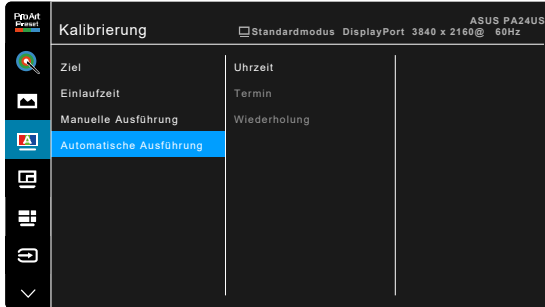 ProArt
Preset
Kalibrierung
Standardmodus DisplayPort 3840 x 2160@ 60Hz
ASUS PA24US
Ziel
Einlaufzeit
Manuelle Ausführung
Automatische Ausführung
Uhrzeit
Termin
Wiederholung